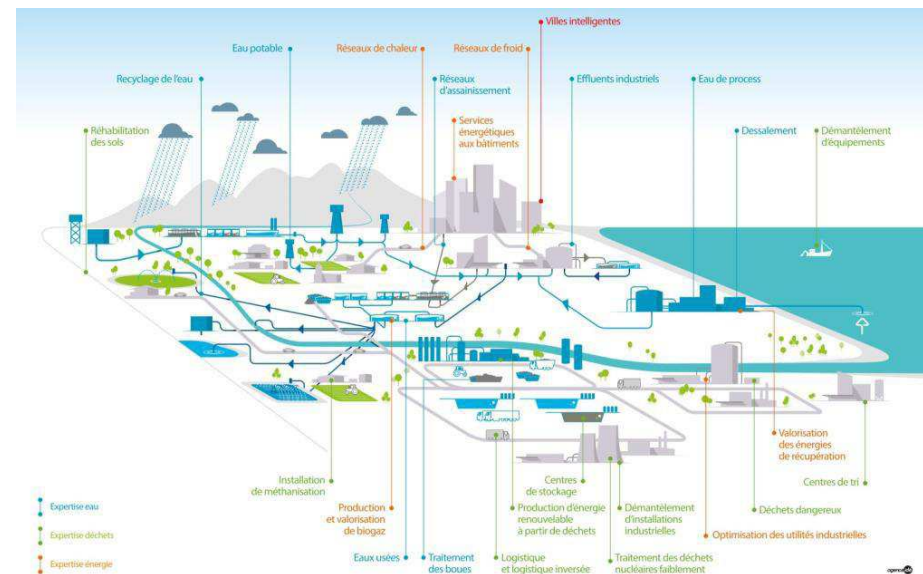 Villes intelligentes
Eau potable
Réseaux de chaleur
Réseaux de froid
Recyclage de l'eau
Réseaux
d'assainissement
Effluents industriels
Eau de process
Réhabilitation
des sols
Services
énergétiques
aux bâtiments
Dessalement
Démantèlement
d'équipements
Valorisation
des énergies
de récupération
Installation
de méthanisation
Centres
de stockage
Centres de tri
Production
et valorisation
de biogaz
Production d'énergie
renouvelable
à partir de déchets
Démantèlement
d'installations
industrielles
Déchets dangereux
Optimisation des utilités industrielles
Eaux usées
Traitement
des boues
Logistique
et logistique inversée
Traitement des déchets
nucléaires faiblement
Expertise eau
Expertise déchets
Expertise énergie